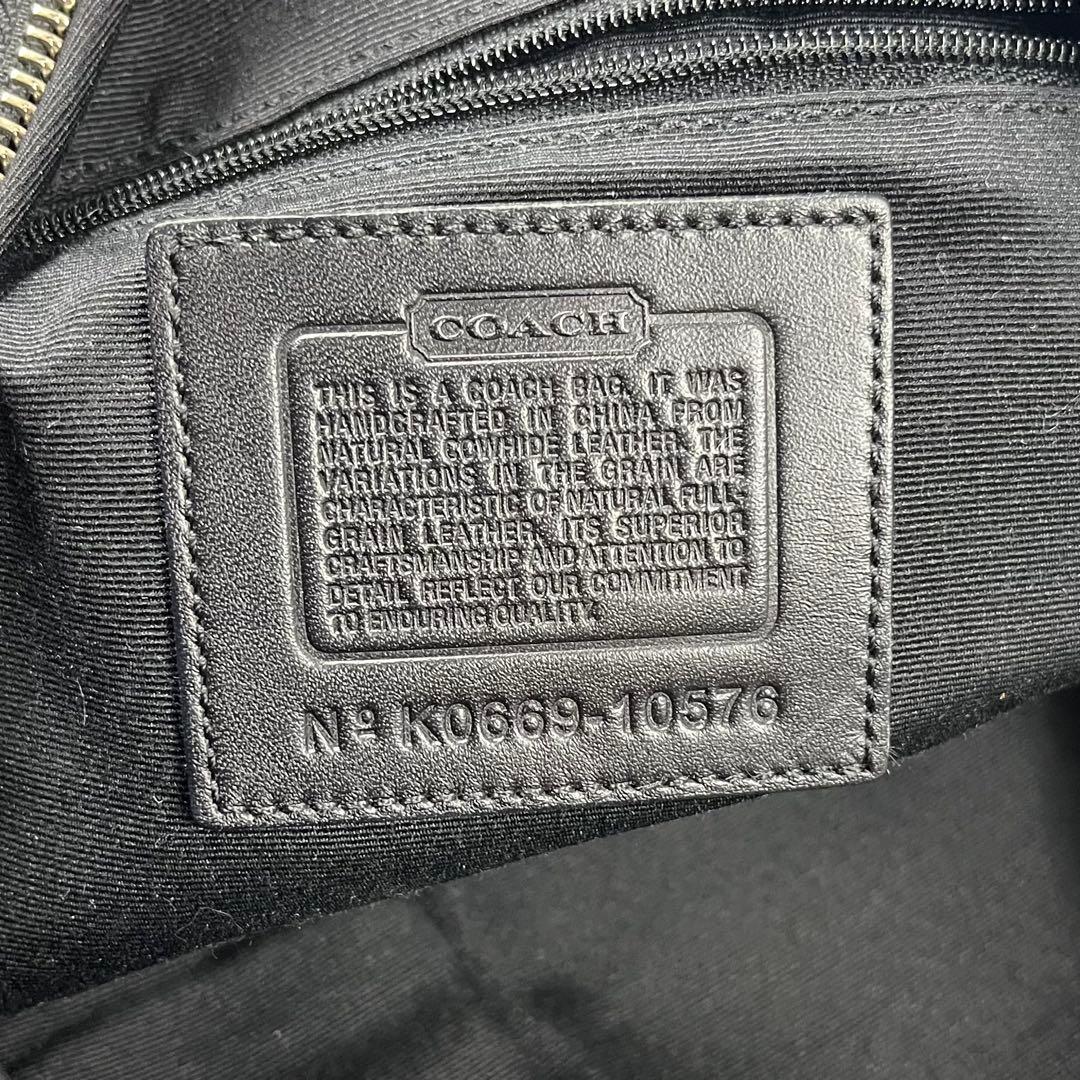 COACH
THIS IS A COACH BAG. IT WAS
HANDCRAFTED IN CHINA FROM
NATURAL COWHIDE LEATHER. THE
VARIATIONS IN THE GRAIN ARE
CHARACTERISTIC OF NATURAL FULL-
GRAIN LEATHER. ITS SUPERIOR
CRAFTSMANSHIP AND ATTENTION TO
DETAIL REFLECT OUR COMMITMENT
TO ENDURING QUALITY.
Nº K0669-10576